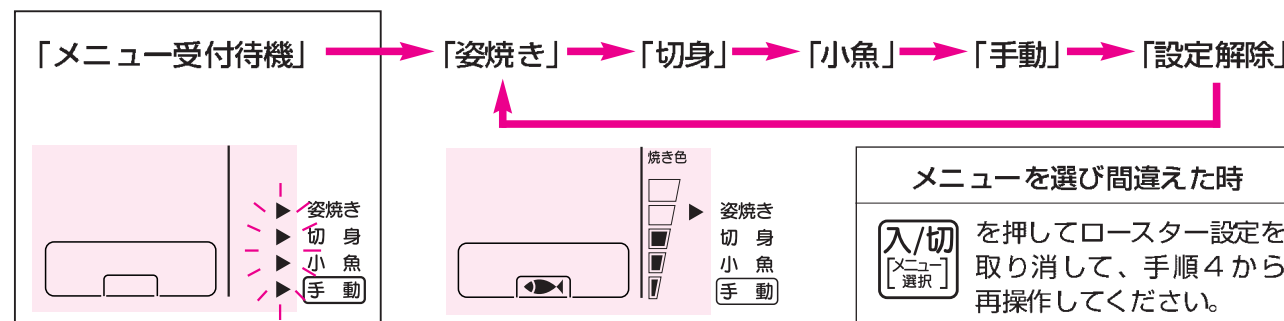 「メニュー受付待機」 「姿焼き」 「切身」 「小魚」 「手動」 「設定解除」
姿焼き
切 身
小 魚
手 動
焼き色
姿焼き
切 身
小 魚
手 動
メニューを選び間違えた時
入/切
[メニュー選択]
を押してロースター設定を
取り消して、手順4から
再操作してください。